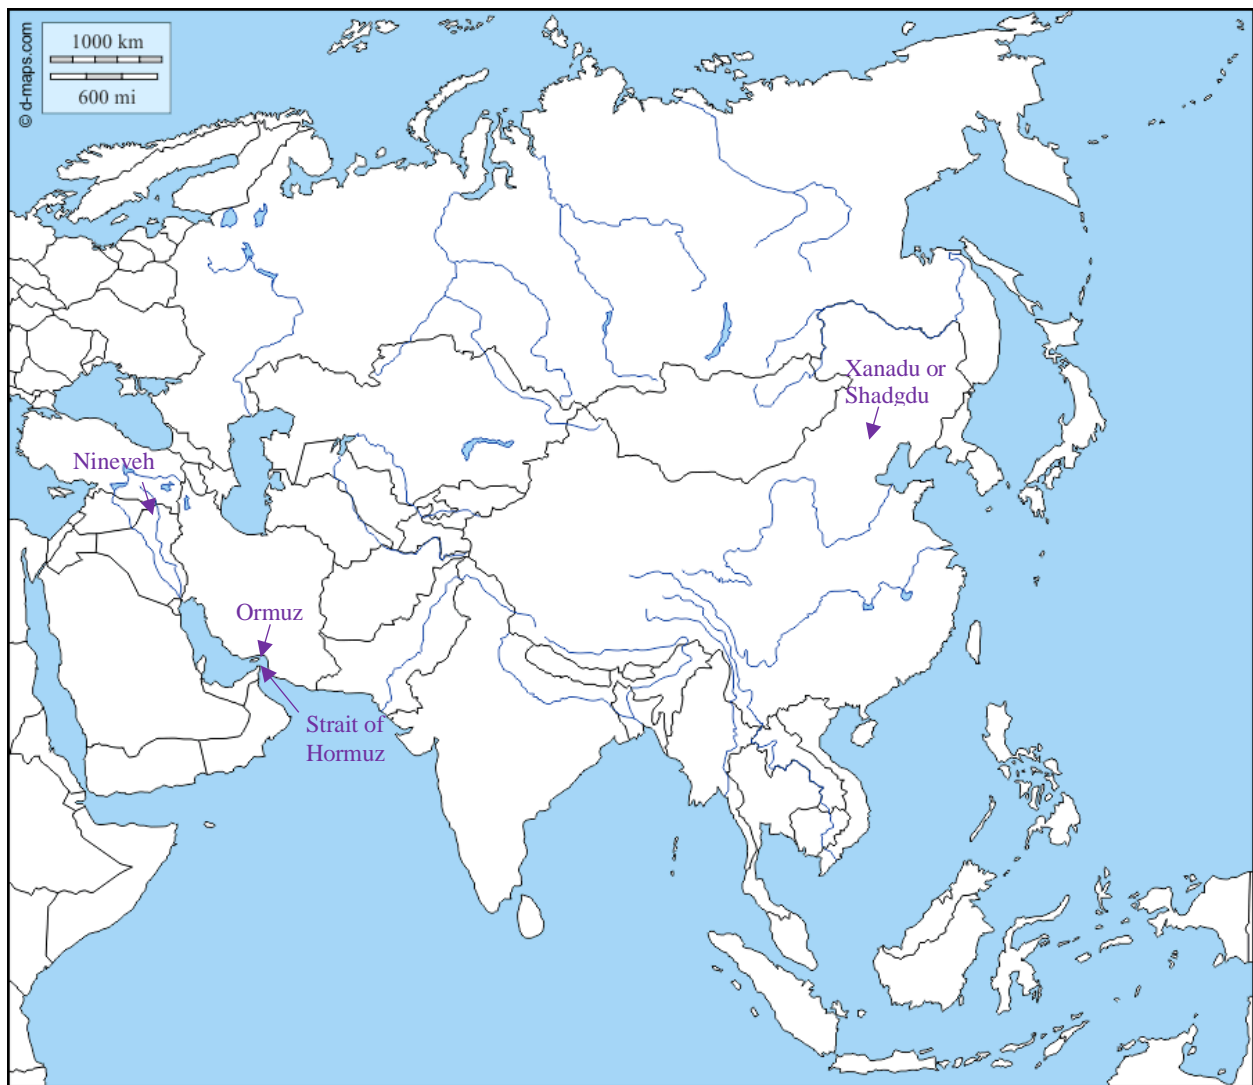 © d-maps.com
1000 km
600 mi
Xanadu or
Shadgdu
Nineveh
Ormuz
Strait of
Hormuz